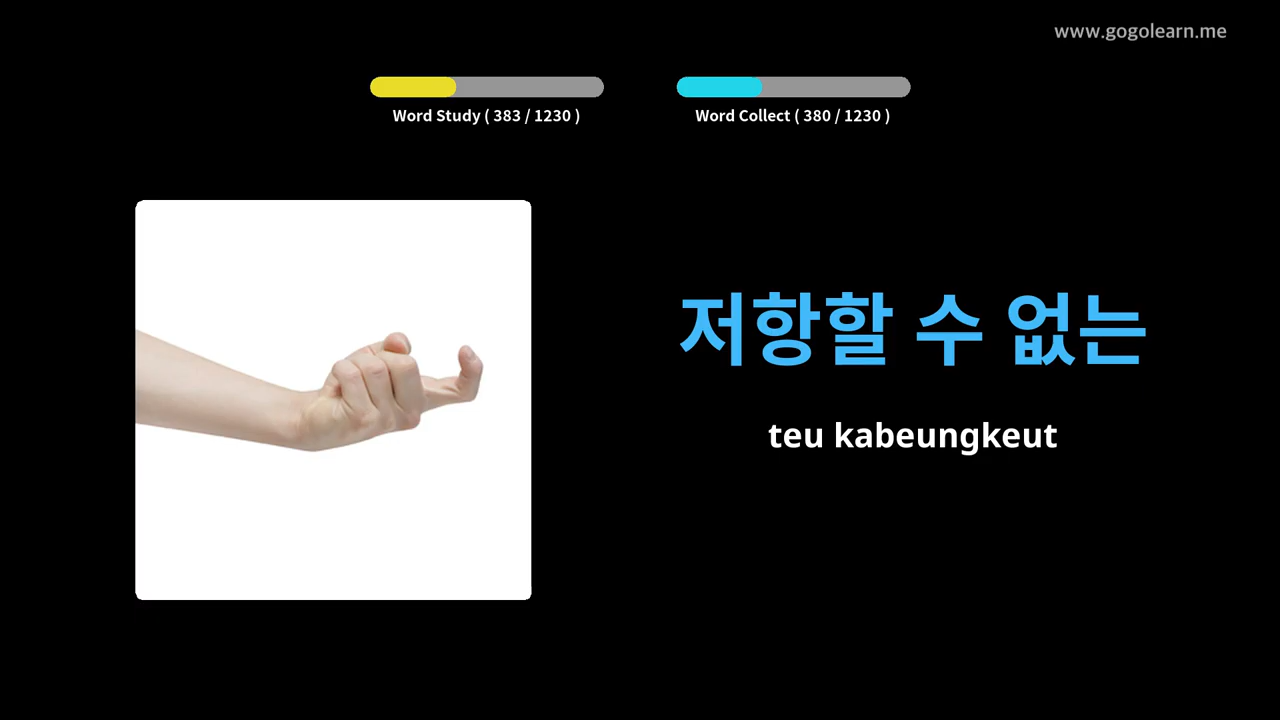 www.gogolearn.me
Word Study ( 383 / 1230 )
Word Collect ( 380 / 1230 )
저항할 수 없는
teu kabeungkeut